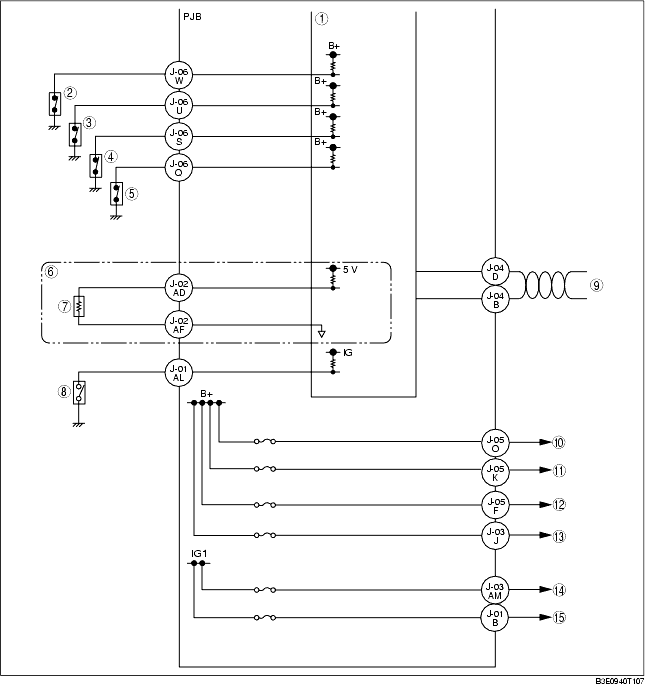 PJB
①
B+
J-06
W
②
B+
J-06
U
③
B+
J-06
S
④
B+
J-06
O
⑤
⑥
5 V
J-04
D
⑦
J-02
AD
⑨
J-04
B
J-02
AF
IG
J-01
AL
⑧
B+
J-05
O
⑩
J-05
K
⑪
J-05
F
⑫
J-03
J
⑬
IG1
J-03
AM
⑭
J-01
B
⑮
B3E0940T107